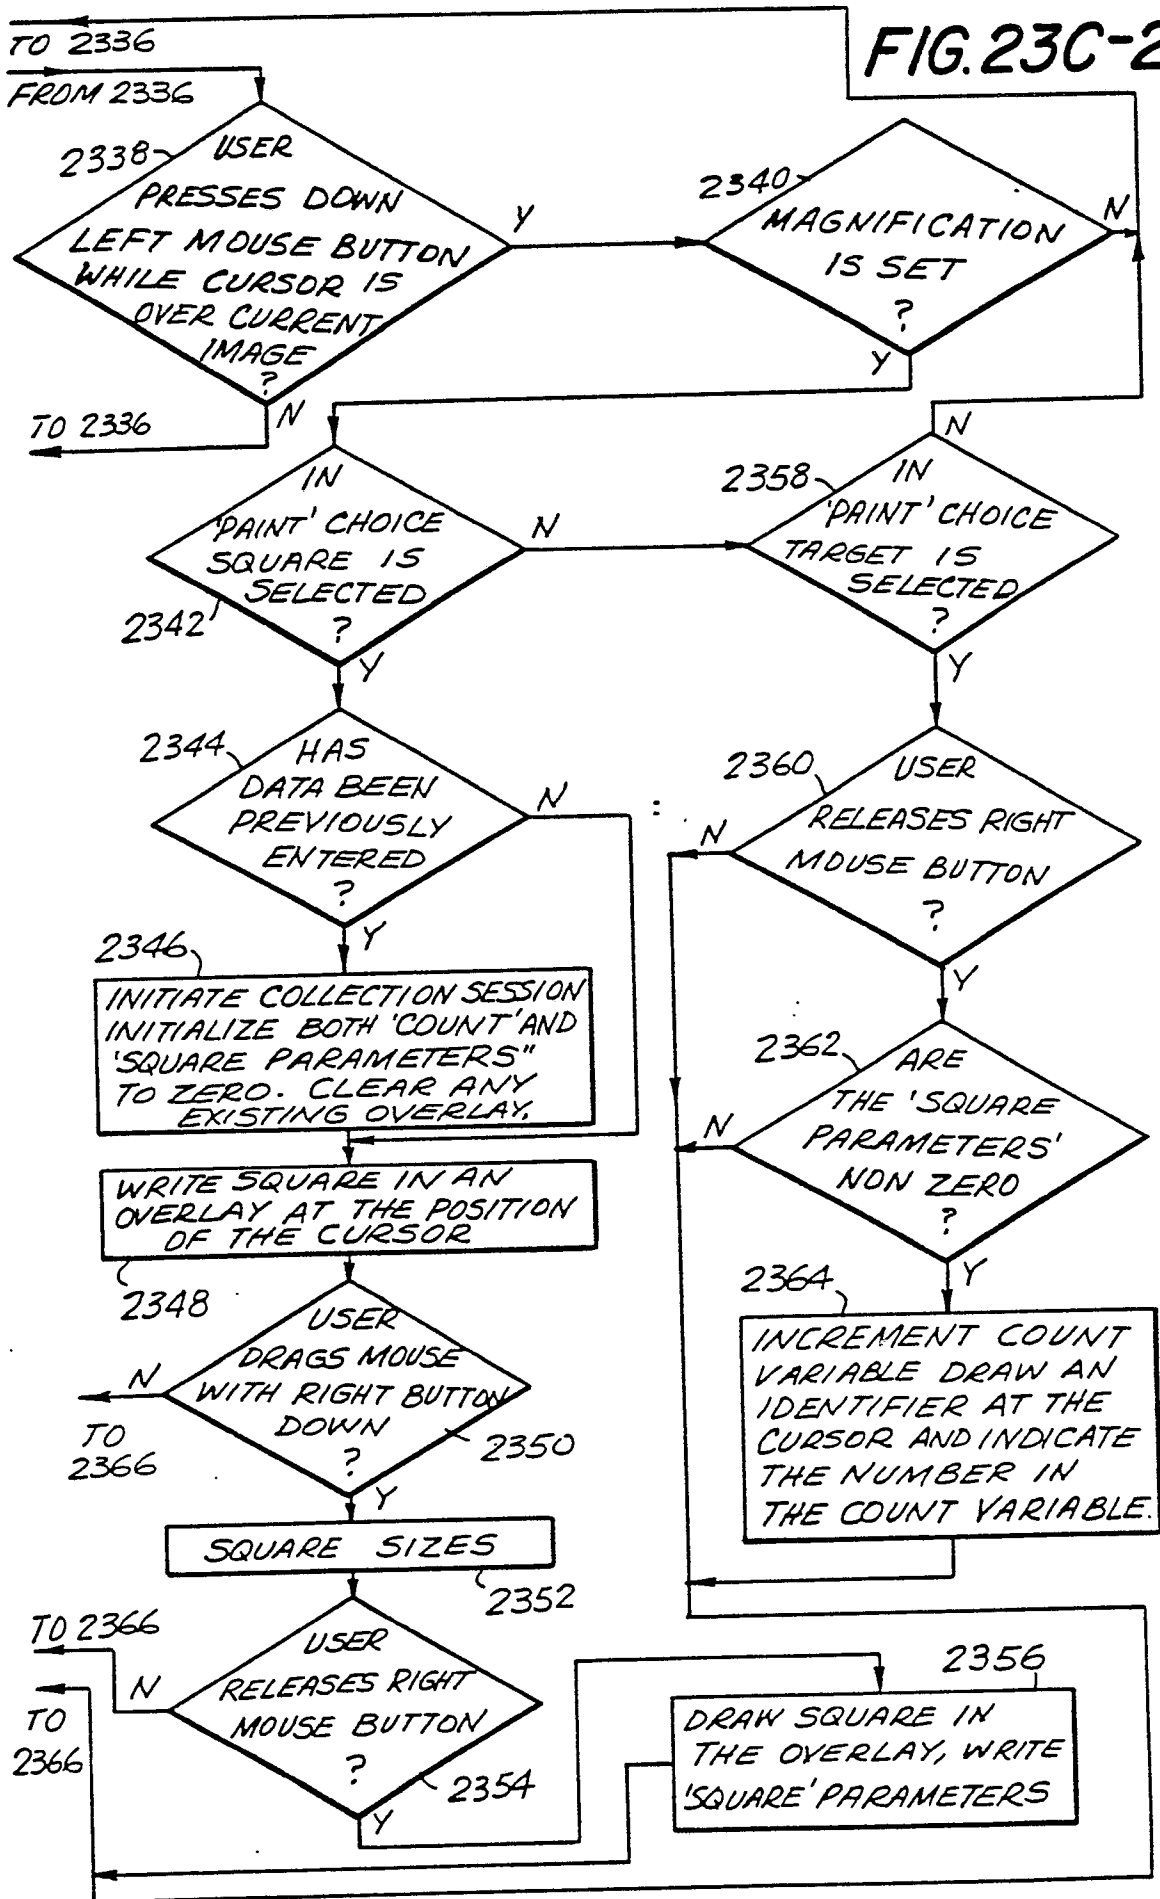 FIG. 23C-2
TO 2336
FROM 2336
2338
USER
PRESSES DOWN
LEFT MOUSE BUTTON
WHILE CURSOR IS
OVER CURRENT
IMAGE
?
Y
N
TO 2336
2340
MAGNIFICATION
IS SET
?
N
Y
IN
'PAINT' CHOICE
SQUARE IS
SELECTED
?
2342
N
Y
2358
IN
'PAINT' CHOICE
TARGET IS
SELECTED
?
N
Y
2344
HAS
DATA BEEN
PREVIOUSLY
ENTERED
?
N
Y
2360
USER
RELEASES RIGHT
MOUSE BUTTON
?
N
Y
2346
INITIATE COLLECTION SESSION
INITIALIZE BOTH 'COUNT' AND
'SQUARE PARAMETERS"
TO ZERO. CLEAR ANY
EXISTING OVERLAY.
2362
ARE
THE 'SQUARE
PARAMETERS'
NON ZERO
?
N
Y
WRITE SQUARE IN AN
OVERLAY AT THE POSITION
OF THE CURSOR
2348
2364
INCREMENT COUNT
VARIABLE DRAW AN
IDENTIFIER AT THE
CURSOR AND INDICATE
THE NUMBER IN
THE COUNT VARIABLE.
USER
DRAGS MOUSE
WITH RIGHT BUTTON
DOWN
?
2350
N
TO
2366
Y
SQUARE SIZES
2352
TO 2366
USER
RELEASES RIGHT
MOUSE BUTTON
?
2354
N
Y
TO
2366
2356
DRAW SQUARE IN
THE OVERLAY, WRITE
'SQUARE' PARAMETERS